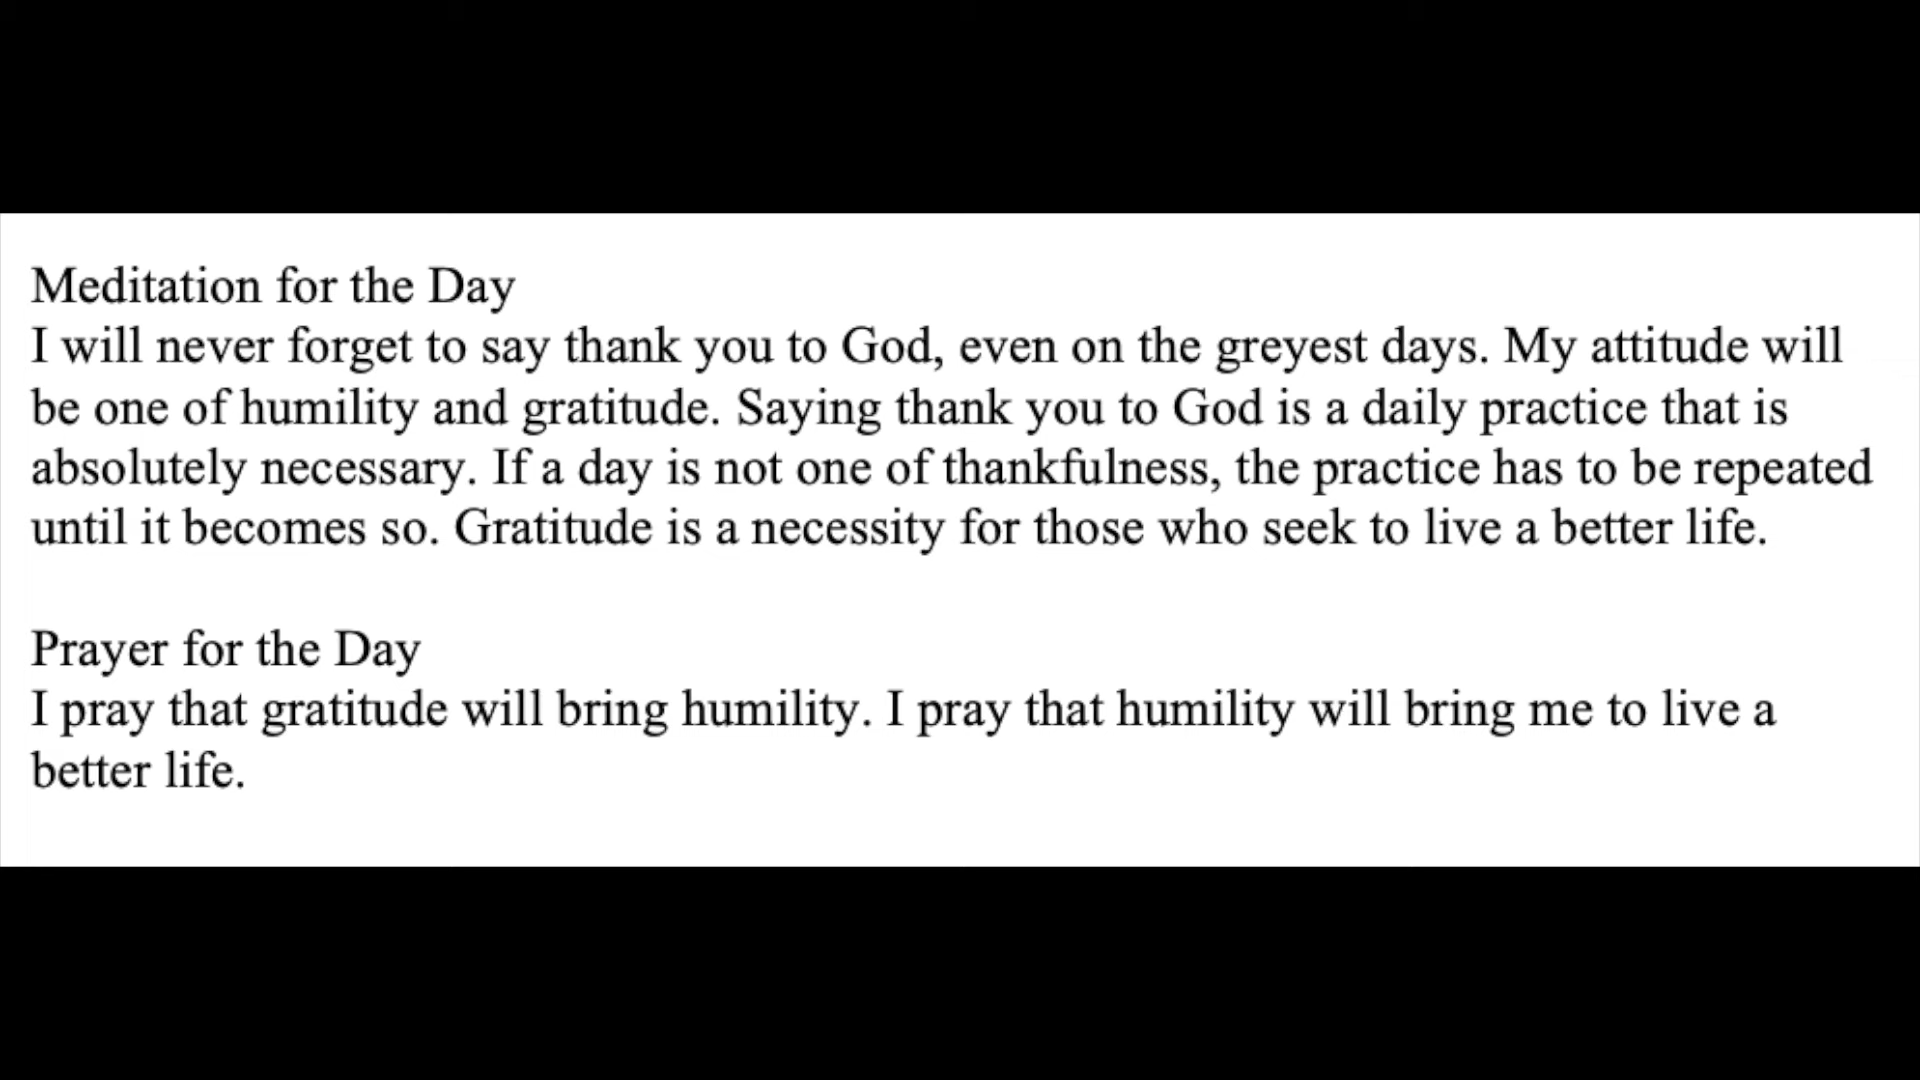 Meditation for the Day
I will never forget to say thank you to God, even on the greyest days. My attitude will
be one of humility and gratitude. Saying thank you to God is a daily practice that is
absolutely necessary. If a day is not one of thankfulness, the practice has to be repeated
until it becomes so. Gratitude is a necessity for those who seek to live a better life.
Prayer for the Day
I pray that gratitude will bring humility. I pray that humility will bring me to live a
better life.